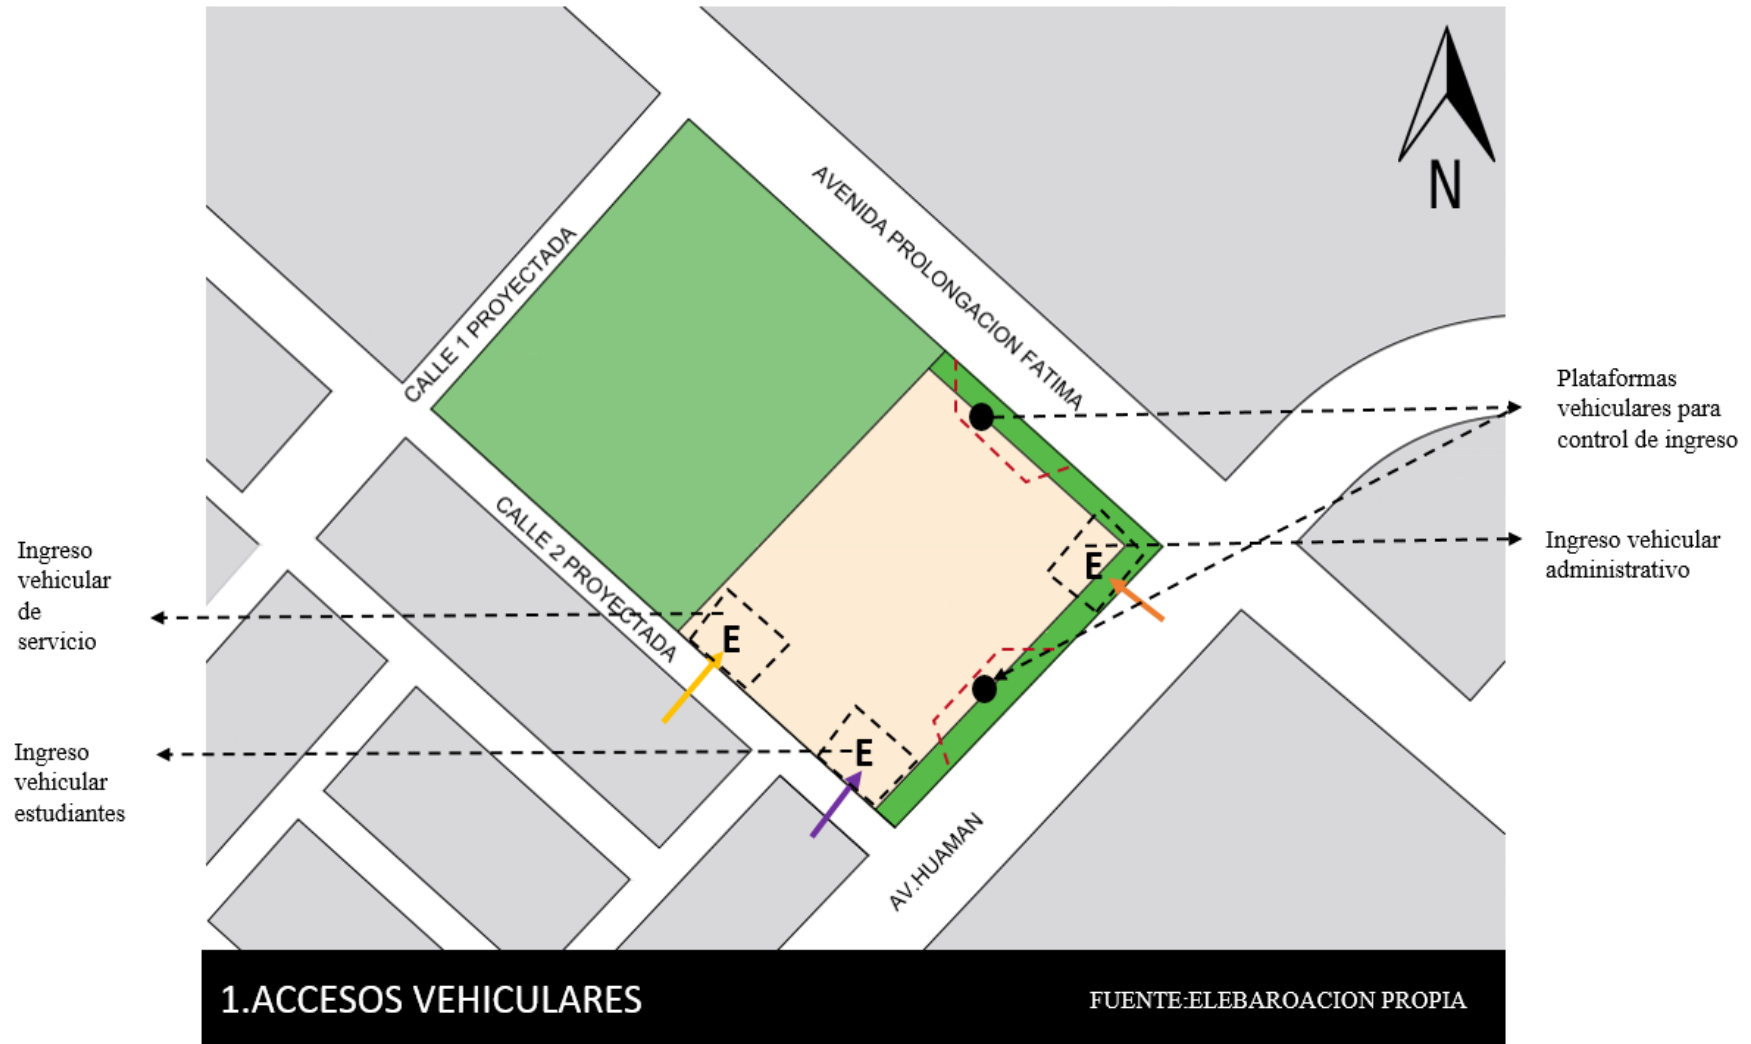 N
AVENIDA PROLONGACION FATIMA
CALLE 1 PROYECTADA
CALLE 2 PROYECTADA
AV.HUAMAN
Plataformas
vehiculares para
control de ingreso
Ingreso vehicular
administrativo
Ingreso
vehicular
de
servicio
Ingreso
vehicular
estudiantes
E
E
E
1.ACCESOS VEHICULARES
FUENTE:ELEBAROACION PROPIA